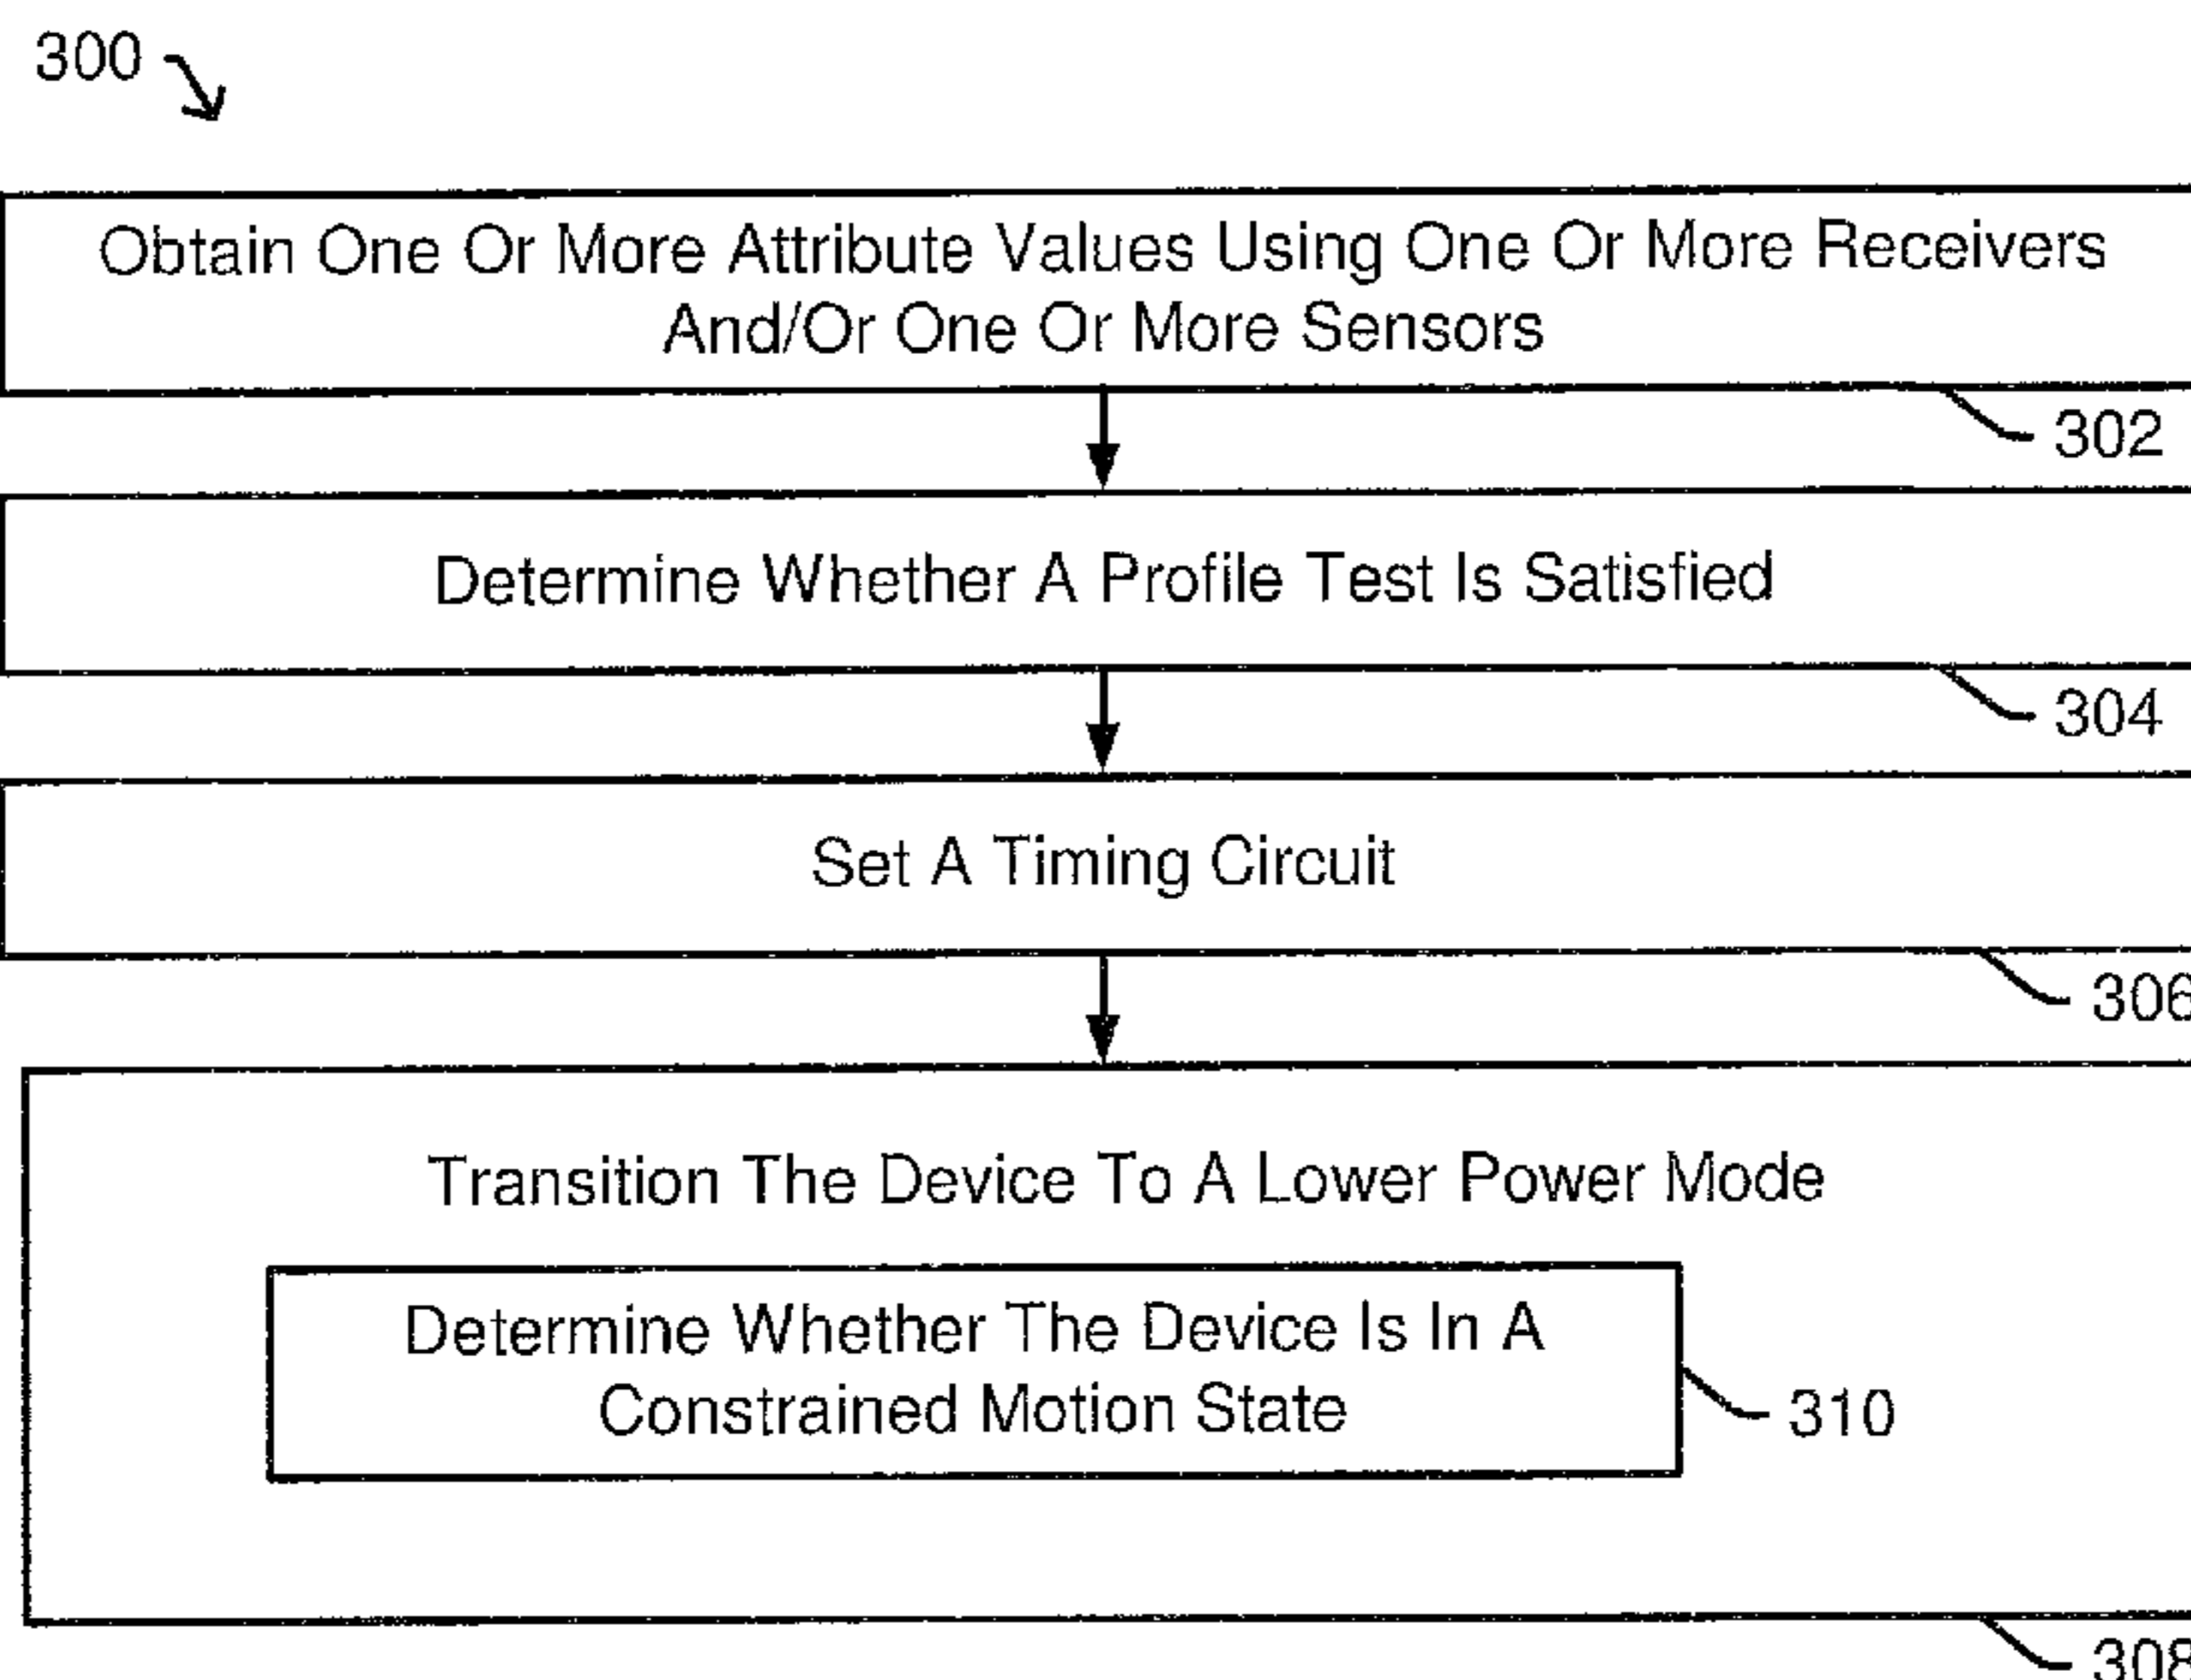 300
Obtain One Or More Attribute Values Using One Or More Receivers
And/Or One Or More Sensors
302
Determine Whether A Profile Test Is Satisfied
304
Set A Timing Circuit
306
Transition The Device To A Lower Power Mode
Determine Whether The Device Is In A
Constrained Motion State
310
308